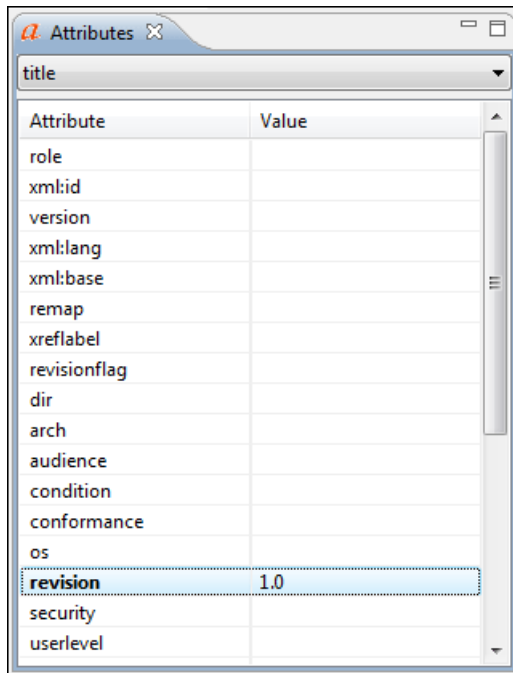 a Attributes
title
Attribute Value
role
xml:id
version
xml:lang
xml:base
remap
xreflabel
revisionflag
dir
arch
audience
condition
conformance
os
revision 1.0
security
userlevel